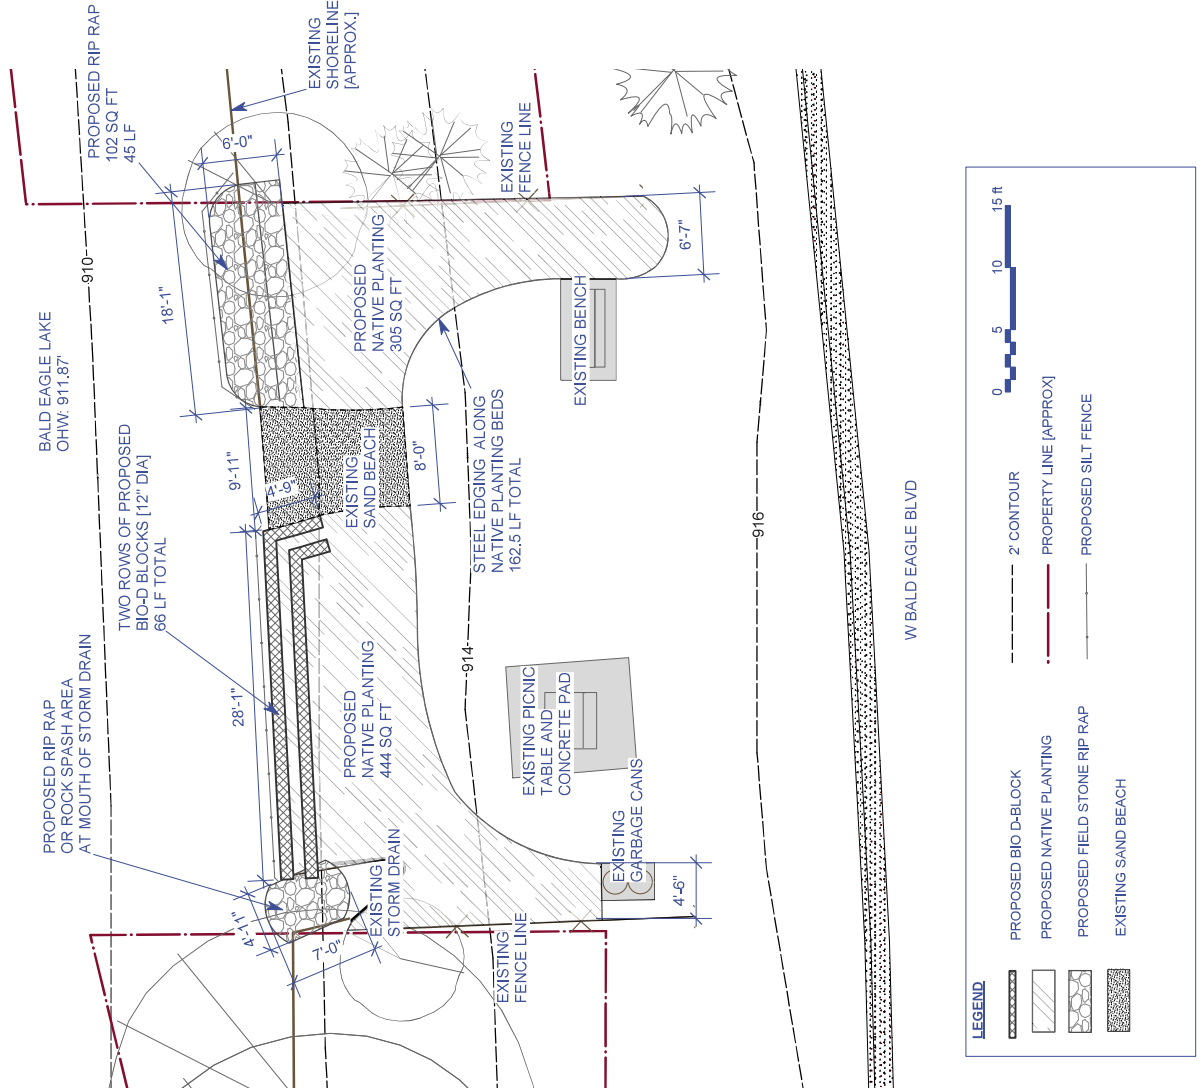 BALD EAGLE LAKE
OHW: 911.87'
910
PROPOSED RIP RAP
102 SQ FT
45 LF
EXISTING
SHORELINE
[APPROX.]
6'-0"
18'-1"
EXISTING
FENCE LINE
PROPOSED
NATIVE PLANTING
305 SQ FT
6'-7"
EXISTING BENCH
TWO ROWS OF PROPOSED
BIO-D BLOCKS [12" DIA]
66 LF TOTAL
9'-11"
4'-9"
EXISTING
SAND BEACH
8'-0"
STEEL EDGING ALONG
NATIVE PLANTING BEDS
162.5 LF TOTAL
916
914
W BALD EAGLE BLVD
PROPOSED RIP RAP
OR ROCK SPASH AREA
AT MOUTH OF STORM DRAIN
28'-1"
PROPOSED
NATIVE PLANTING
444 SQ FT
EXISTING PICNIC
TABLE AND
CONCRETE PAD
EXISTING
GARBAGE CANS
4'-6"
4'-11"
7'-0"
EXISTING
STORM DRAIN
EXISTING
FENCE LINE
LEGEND
PROPOSED BIO D-BLOCK
PROPOSED NATIVE PLANTING
PROPOSED FIELD STONE RIP RAP
EXISTING SAND BEACH
2' CONTOUR
PROPERTY LINE [APPROX]
PROPOSED SILT FENCE
0 5 10 15 ft